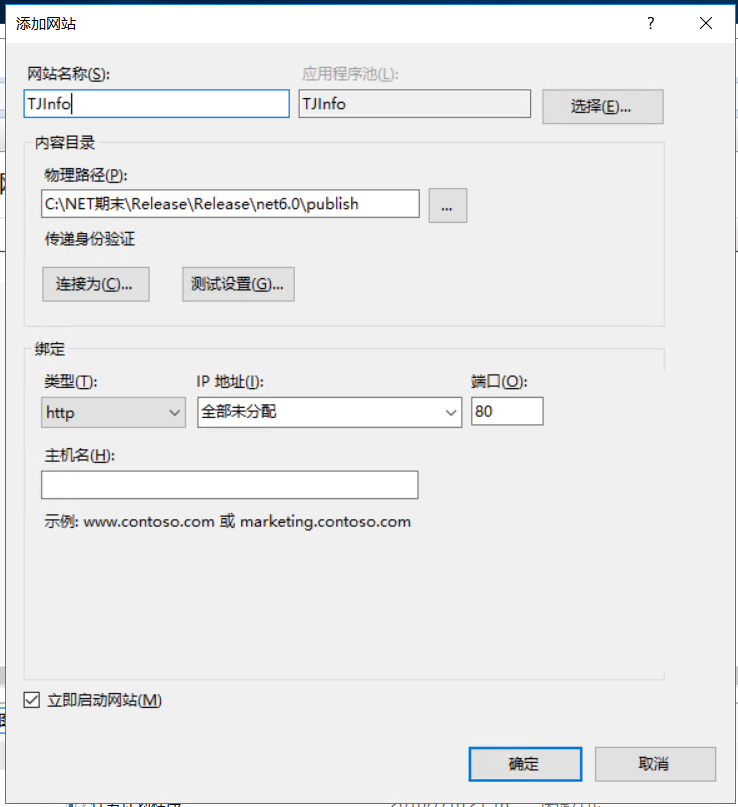 添加网站
网站名称(S):
应用程序池(L):
TJInfo
TJInfo
选择(E)...
内容目录
物理路径(P):
C:\NET期末\Release\Release\net6.0\publish
...
传递身份验证
连接为(C)...
测试设置(G)...
绑定
类型(T):
IP 地址(I):
端口(O):
http
全部未分配
80
主机名(H):
示例: www.contoso.com 或 marketing.contoso.com
立即启动网站(M)
确定
取消